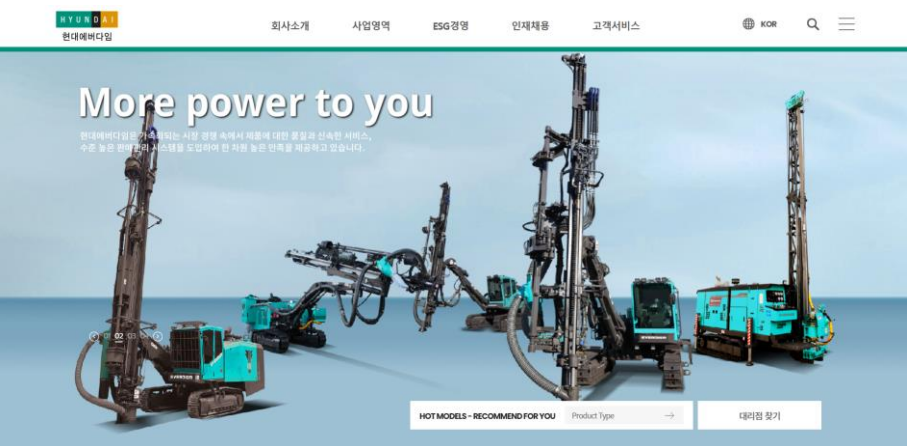 HYUNDAI
현대에버다임
회사소개
사업영역
ESG경영
인재채용
고객서비스
KOR
More power to you
현대에버다임은 가속화되는 시장 경쟁 속에서 제품에 대한 품질과 신속한 서비스,
수준 높은 판매관리 시스템을 도입하여 한 차원 높은 만족을 제공하고 있습니다.
01 02 03 04
EVERDIGM
HOT MODELS - RECOMMEND FOR YOU
Product Type
대리점 찾기